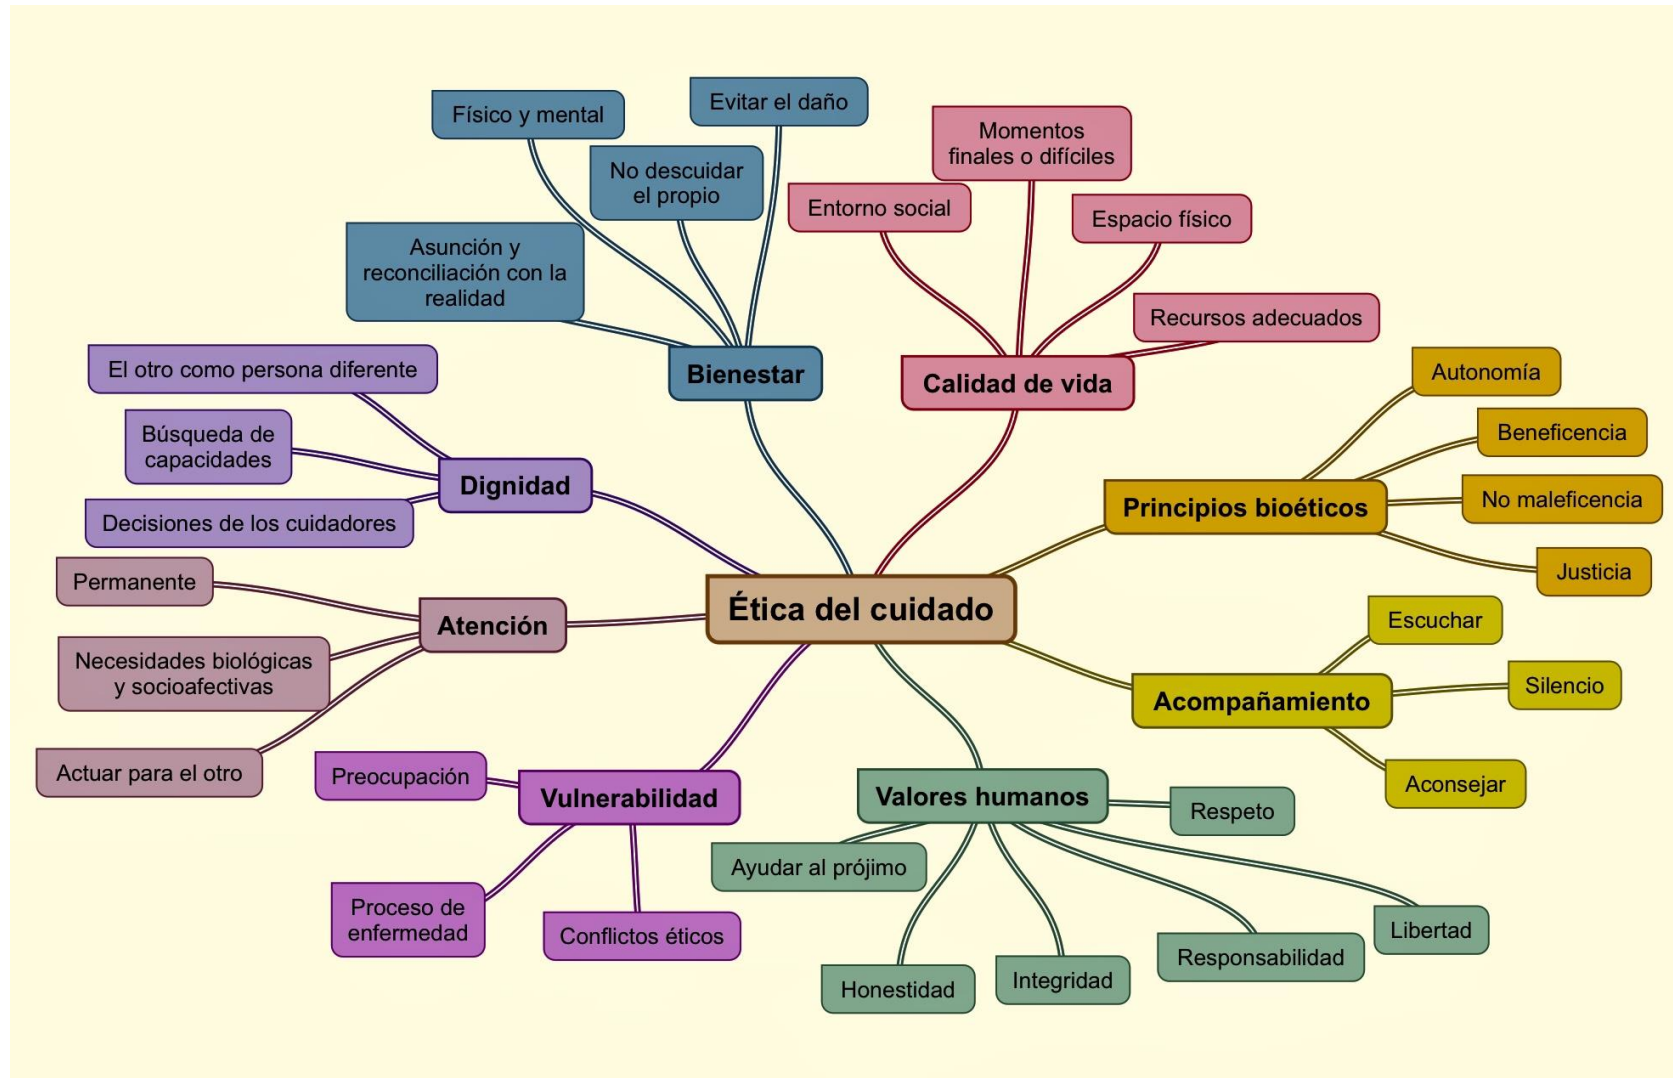 Ética del cuidado
Bienestar
Físico y mental
Evitar el daño
No descuidar
el propio
Asunción y
reconciliación con la
realidad
Calidad de vida
Momentos
finales o difíciles
Entorno social
Espacio físico
Recursos adecuados
Principios bioéticos
Autonomía
Beneficencia
No maleficencia
Justicia
Acompañamiento
Escuchar
Silencio
Aconsejar
Valores humanos
Respeto
Libertad
Responsabilidad
Integridad
Honestidad
Ayudar al prójimo
Vulnerabilidad
Preocupación
Proceso de
enfermedad
Conflictos éticos
Atención
Permanente
Necesidades biológicas
y socioafectivas
Actuar para el otro
Dignidad
El otro como persona diferente
Búsqueda de
capacidades
Decisiones de los cuidadores